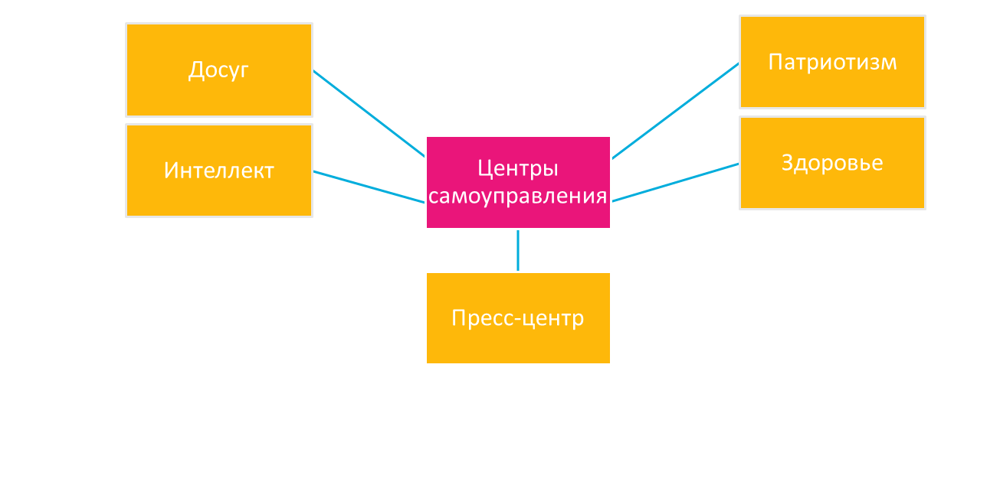 Досуг
Патриотизм
Интеллект
Здоровье
Центры
самоуправления
Пресс-центр